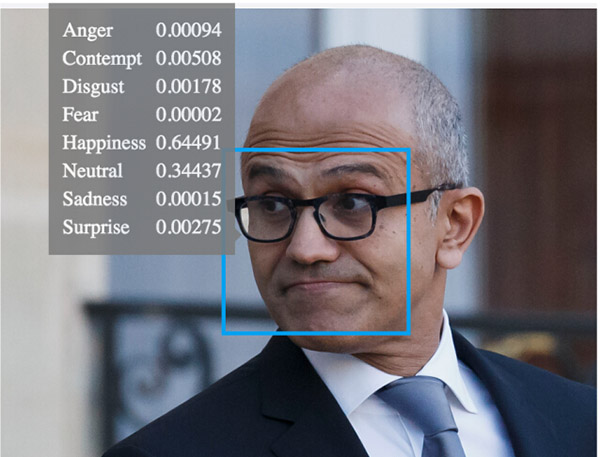 Anger 0.00094
Contempt 0.00508
Disgust 0.00178
Fear 0.00002
Happiness 0.64491
Neutral 0.34437
Sadness 0.00015
Surprise 0.00275